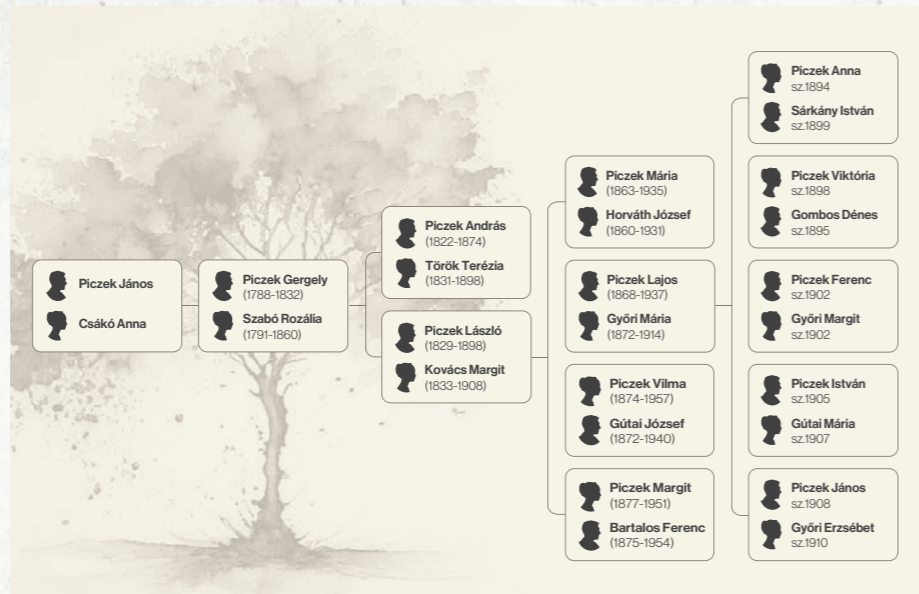 Piczek János
Csákó Anna
Piczek Gergely
(1788-1832)
Szabó Rozália
(1791-1860)
Piczek András
(1822-1874)
Török Terézia
(1831-1898)
Piczek László
(1829-1898)
Kovács Margit
(1833-1908)
Piczek Mária
(1863-1935)
Horváth József
(1860-1931)
Piczek Lajos
(1868-1937)
Győri Mária
(1872-1914)
Piczek Vilma
(1874-1957)
Gútai József
(1872-1940)
Piczek Margit
(1877-1951)
Bartalos Ferenc
(1875-1954)
Piczek Anna
sz.1894
Sárkány István
sz.1899
Piczek Viktória
sz.1898
Gombos Dénes
sz.1895
Piczek Ferenc
sz.1902
Győri Margit
sz.1902
Piczek István
sz.1905
Gútai Mária
sz.1907
Piczek János
sz.1908
Győri Erzsébet
sz.1910